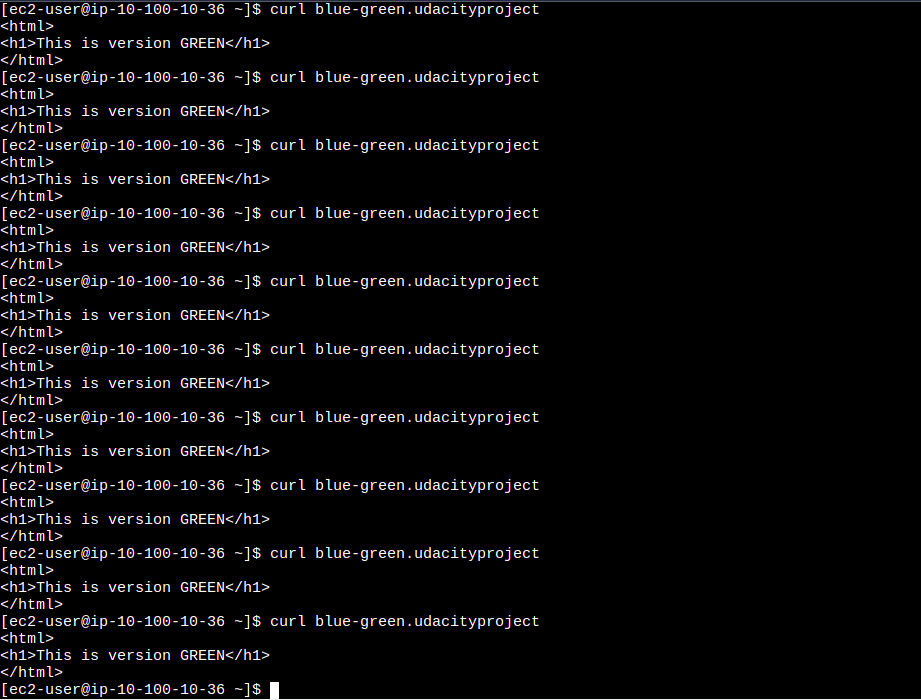 [ec2-user@ip-10-100-10-36 ~]$ curl blue-green.udacityproject
<html>
<h1>This is version GREEN</h1>
</html>
[ec2-user@ip-10-100-10-36 ~]$ curl blue-green.udacityproject
<html>
<h1>This is version GREEN</h1>
</html>
[ec2-user@ip-10-100-10-36 ~]$ curl blue-green.udacityproject
<html>
<h1>This is version GREEN</h1>
</html>
[ec2-user@ip-10-100-10-36 ~]$ curl blue-green.udacityproject
<html>
<h1>This is version GREEN</h1>
</html>
[ec2-user@ip-10-100-10-36 ~]$ curl blue-green.udacityproject
<html>
<h1>This is version GREEN</h1>
</html>
[ec2-user@ip-10-100-10-36 ~]$ curl blue-green.udacityproject
<html>
<h1>This is version GREEN</h1>
</html>
[ec2-user@ip-10-100-10-36 ~]$ curl blue-green.udacityproject
<html>
<h1>This is version GREEN</h1>
</html>
[ec2-user@ip-10-100-10-36 ~]$ curl blue-green.udacityproject
<html>
<h1>This is version GREEN</h1>
</html>
[ec2-user@ip-10-100-10-36 ~]$ curl blue-green.udacityproject
<html>
<h1>This is version GREEN</h1>
</html>
[ec2-user@ip-10-100-10-36 ~]$ curl blue-green.udacityproject
<html>
<h1>This is version GREEN</h1>
</html>
[ec2-user@ip-10-100-10-36 ~]$